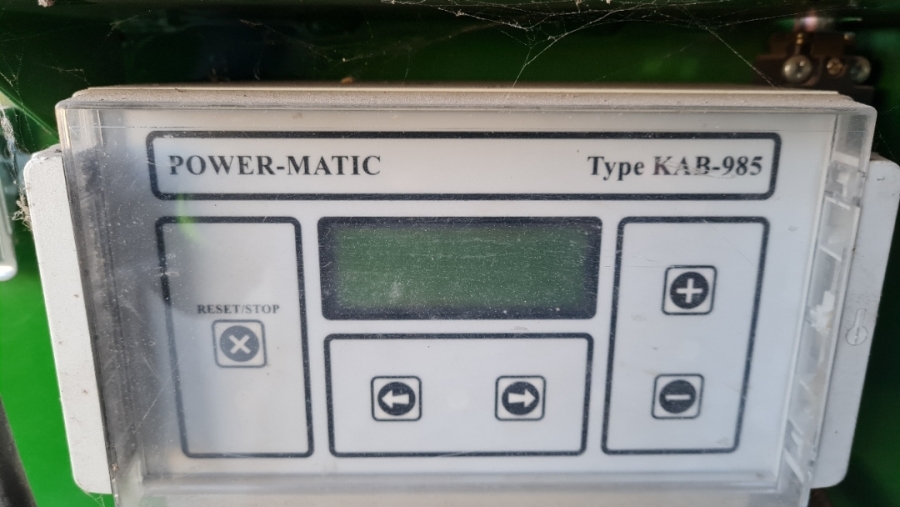 POWER-MATIC Type KAB-985
RESET/STOP